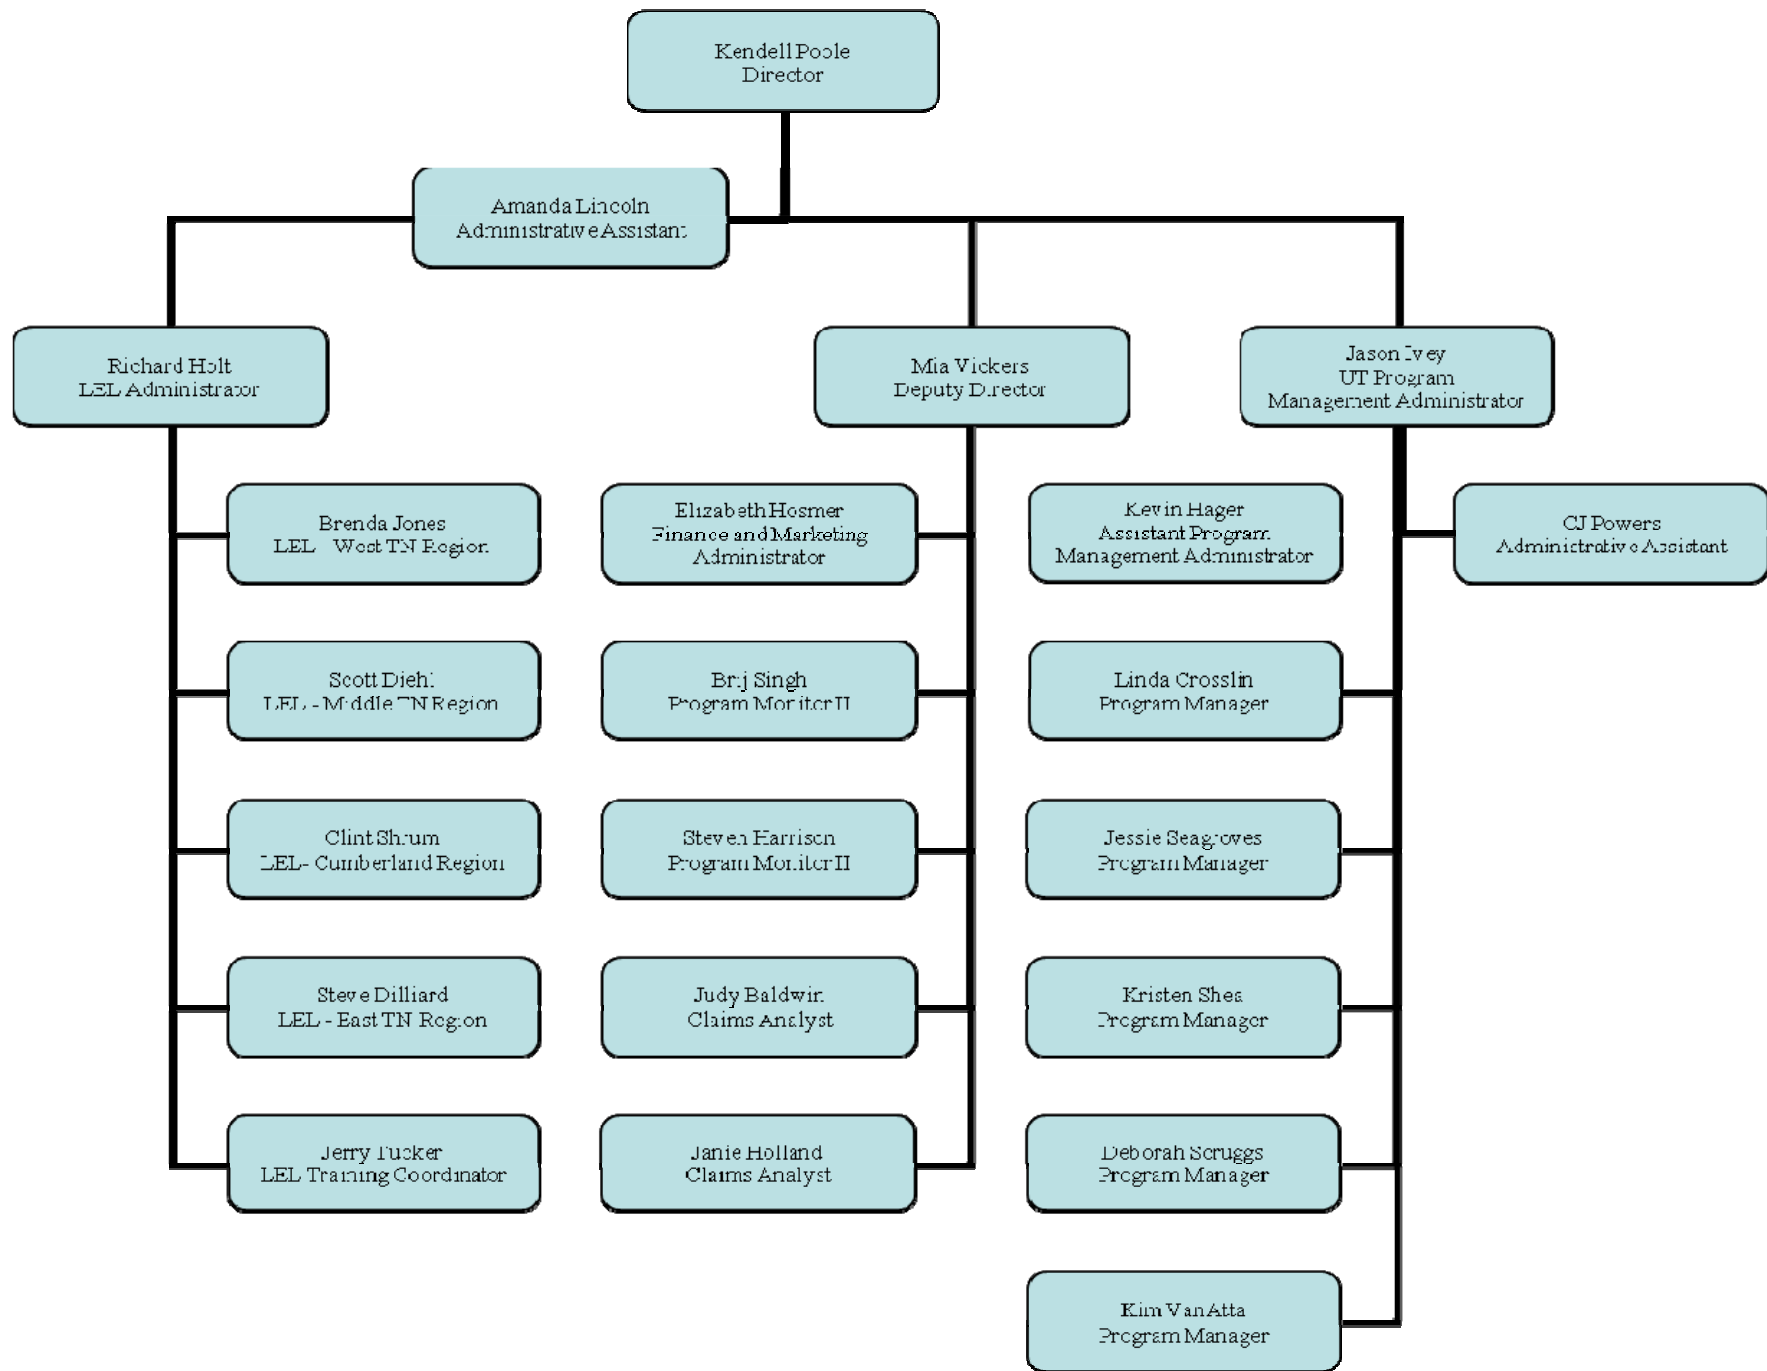 Kendell Poole
Director
Amanda Lincoln
Administrative Assistant
Richard Holt
LEL Administrator
Mia Vickers
Deputy Director
Jason Ivey
UT Program
Management Administrator
Brenda Jones
LEL - West TN Region
Elizabeth Hosmer
Finance and Marketing
Administrator
Kevin Hager
Assistant Program
Management Administrator
CJ Powers
Administrative Assistant
Scott Diehl
LEL - Middle TN Region
Brij Singh
Program Monitor II
Linda Crosslin
Program Manager
Clint Shrum
LEL- Cumberland Region
Steven Harrison
Program Monitor II
Jessie Seagroves
Program Manager
Steve Dilliard
LEL - East TN Region
Judy Baldwin
Claims Analyst
Kristen Shea
Program Manager
Jerry Tucker
LEL Training Coordinator
Janie Holland
Claims Analyst
Deborah Scruggs
Program Manager
Kim VanAtta
Program Manager